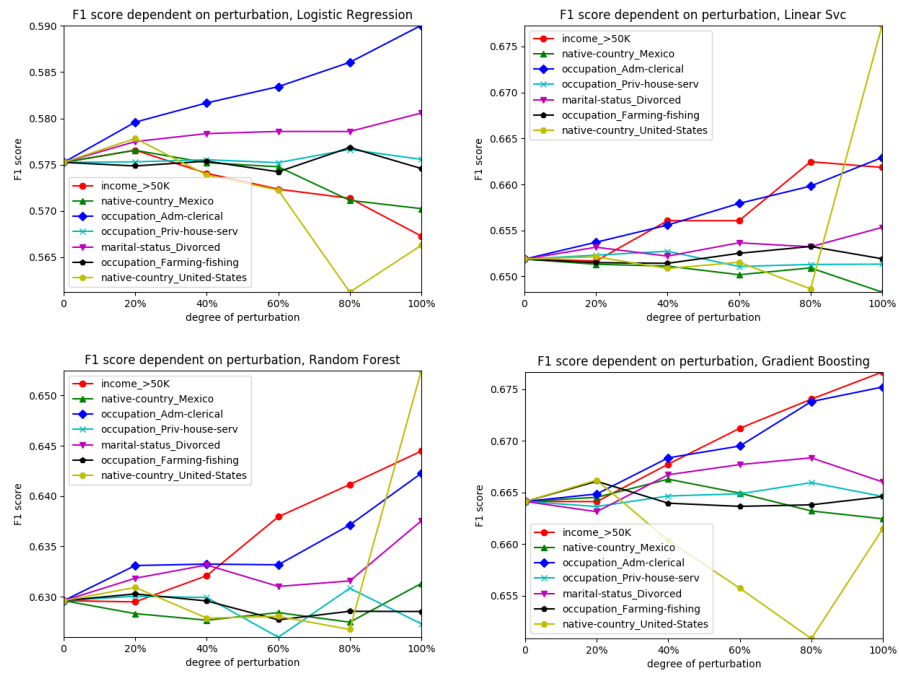 F1 score dependent on perturbation, Logistic Regression
0.590
0.585
0.580
0.575
0.570
0.565
F1 score
income_>50K
native-country_Mexico
occupation_Adm-clerical
occupation_Priv-house-serv
marital-status_Divorced
occupation_Farming-fishing
native-country_United-States
0 20% 40% 60% 80% 100%
degree of perturbation
F1 score dependent on perturbation, Linear Svc
0.675
0.670
0.665
0.660
0.655
0.650
F1 score
income_>50K
native-country_Mexico
occupation_Adm-clerical
occupation_Priv-house-serv
marital-status_Divorced
occupation_Farming-fishing
native-country_United-States
0 20% 40% 60% 80% 100%
degree of perturbation
F1 score dependent on perturbation, Random Forest
0.650
0.645
0.640
0.635
0.630
F1 score
income_>50K
native-country_Mexico
occupation_Adm-clerical
occupation_Priv-house-serv
marital-status_Divorced
occupation_Farming-fishing
native-country_United-States
0 20% 40% 60% 80% 100%
degree of perturbation
F1 score dependent on perturbation, Gradient Boosting
0.675
0.670
0.665
0.660
0.655
F1 score
income_>50K
native-country_Mexico
occupation_Adm-clerical
occupation_Priv-house-serv
marital-status_Divorced
occupation_Farming-fishing
native-country_United-States
0 20% 40% 60% 80% 100%
degree of perturbation